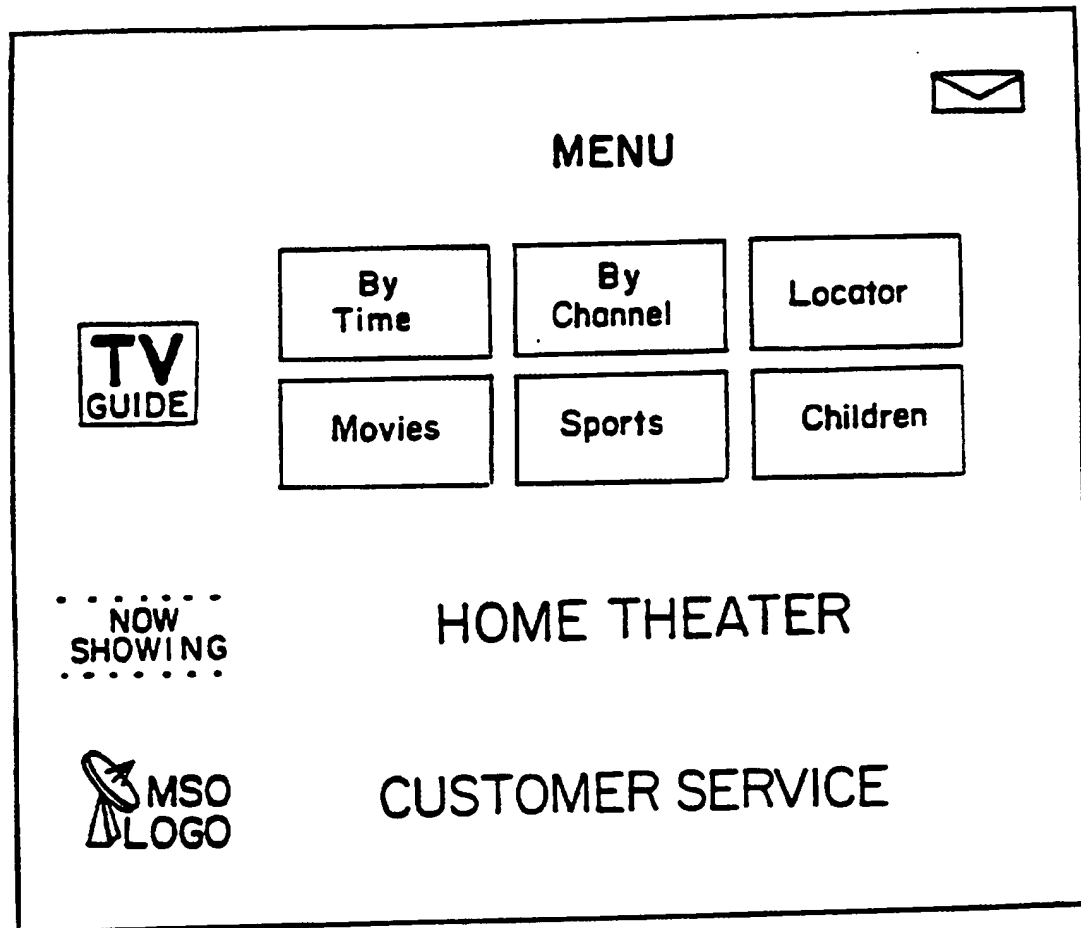 MENU
By
Time
By
Channel
Locator
TV
GUIDE
Movies
Sports
Children
NOW
SHOWING
HOME THEATER
MSO
LOGO
CUSTOMER SERVICE